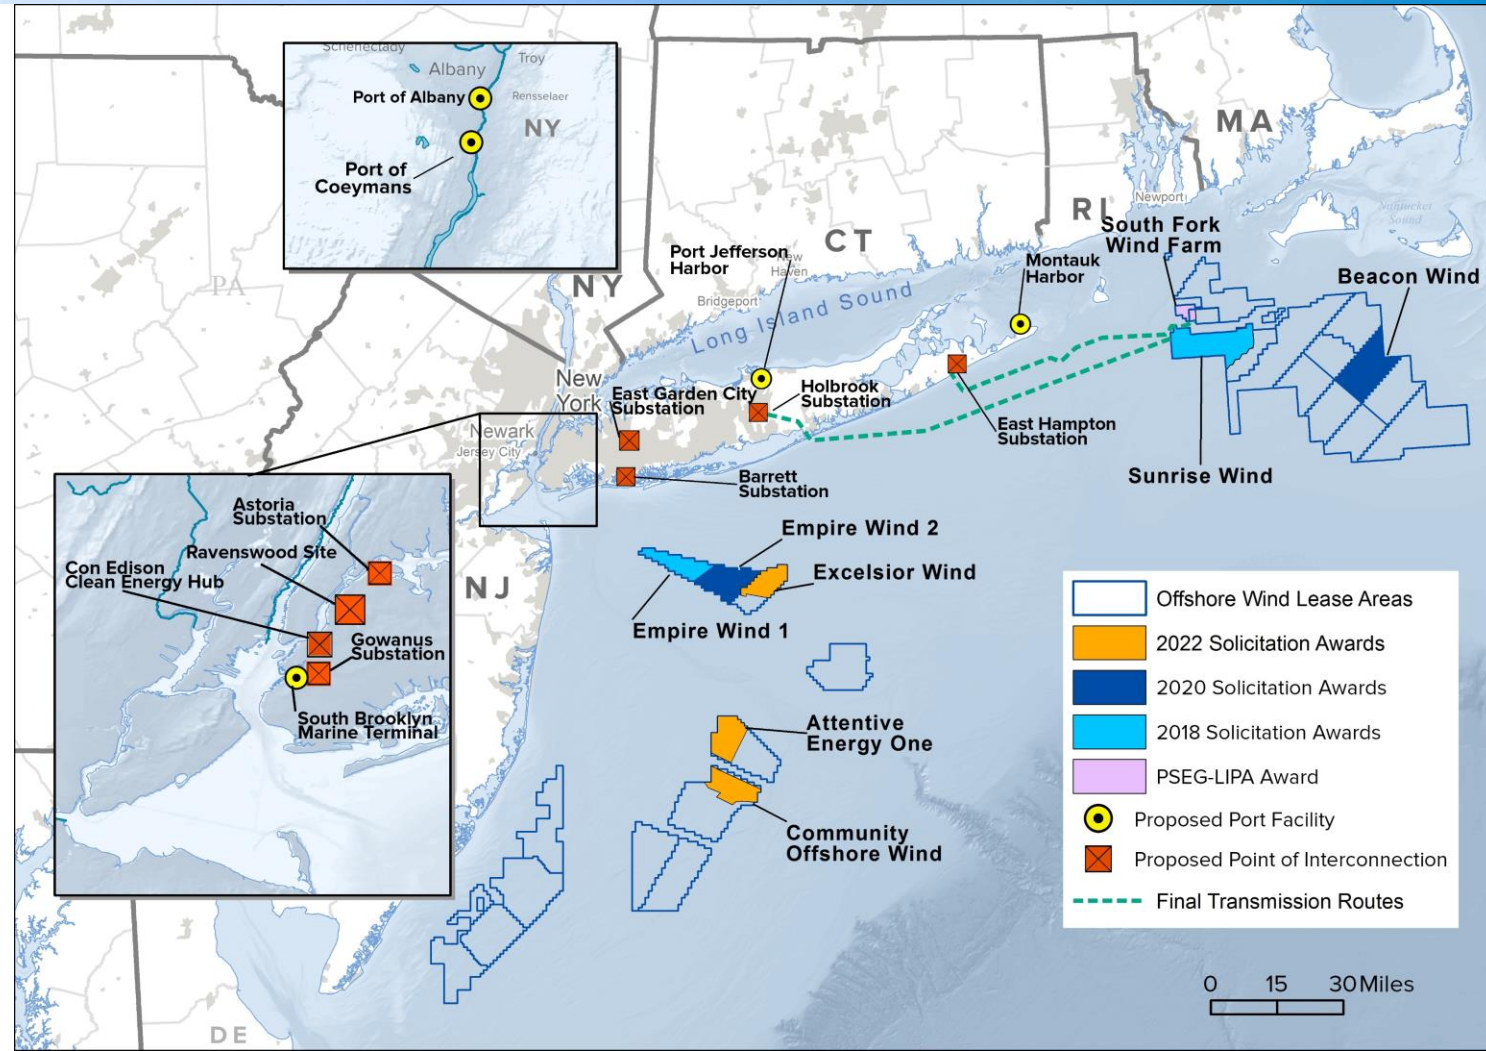 Schenectady
Troy
Albany
Port of Albany
Rensselaer
NY
Port of
Coeymans
MA
PA
Newport
RI
Nantucket
Sound
South Fork
Wind Farm
CT
Port Jefferson
Harbor
New
Haven
Montauk
Harbor
Beacon Wind
NY
Bridgeport
Long Island Sound
New
York
East Garden City
Substation
Holbrook
Substation
Newark
Jersey City
East Hampton
Substation
Barrett
Substation
Sunrise Wind
Astoria
Substation
Ravenswood Site
Con Edison
Clean Energy Hub
Gowanus
Substation
South Brooklyn
Marine Terminal
Empire Wind 2
Excelsior Wind
NJ
Empire Wind 1
Attentive
Energy One
Community
Offshore Wind
Offshore Wind Lease Areas
2022 Solicitation Awards
2020 Solicitation Awards
2018 Solicitation Awards
PSEG-LIPA Award
Proposed Port Facility
Proposed Point of Interconnection
Final Transmission Routes
0 15 30 Miles
DE